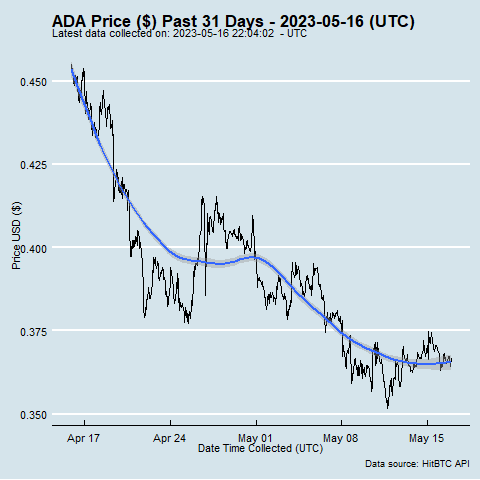 ADA Price ($) Past 31 Days - 2023-05-16 (UTC)
Latest data collected on: 2023-05-16 22:04:02 - UTC
0.450
0.425
0.400
0.375
0.350
Price USD ($)
Apr 17
Apr 24
May 01
May 08
May 15
Date Time Collected (UTC)
Data source: HitBTC API